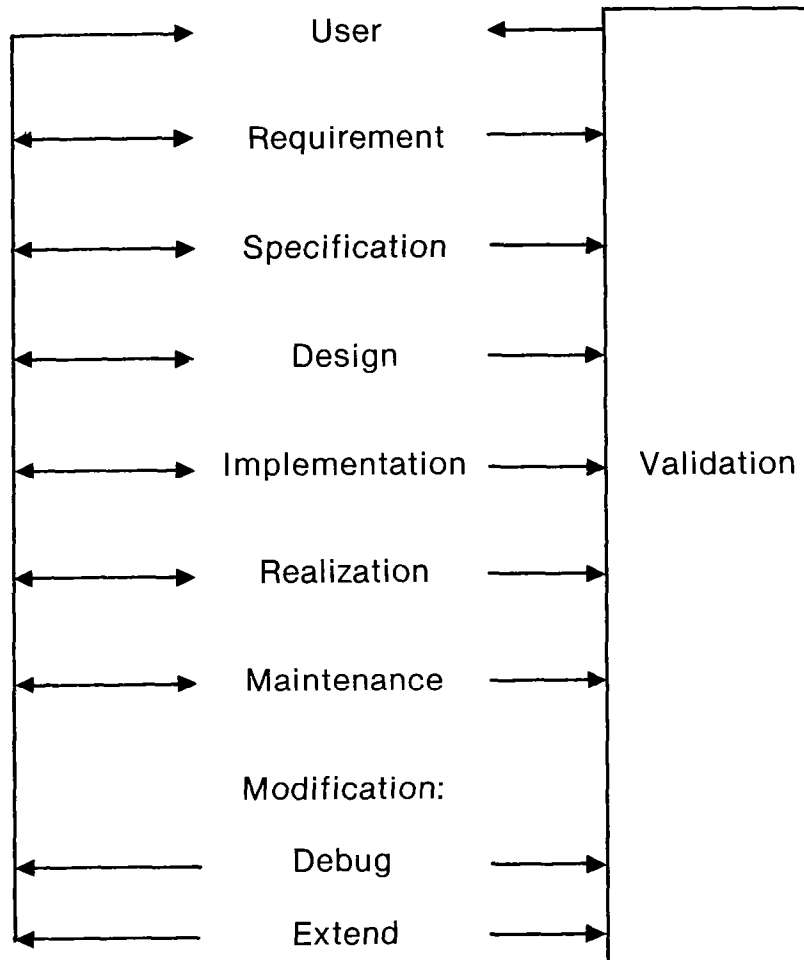 User
Requirement
Specification
Design
Implementation
Validation
Realization
Maintenance
Modification:
Debug
Extend